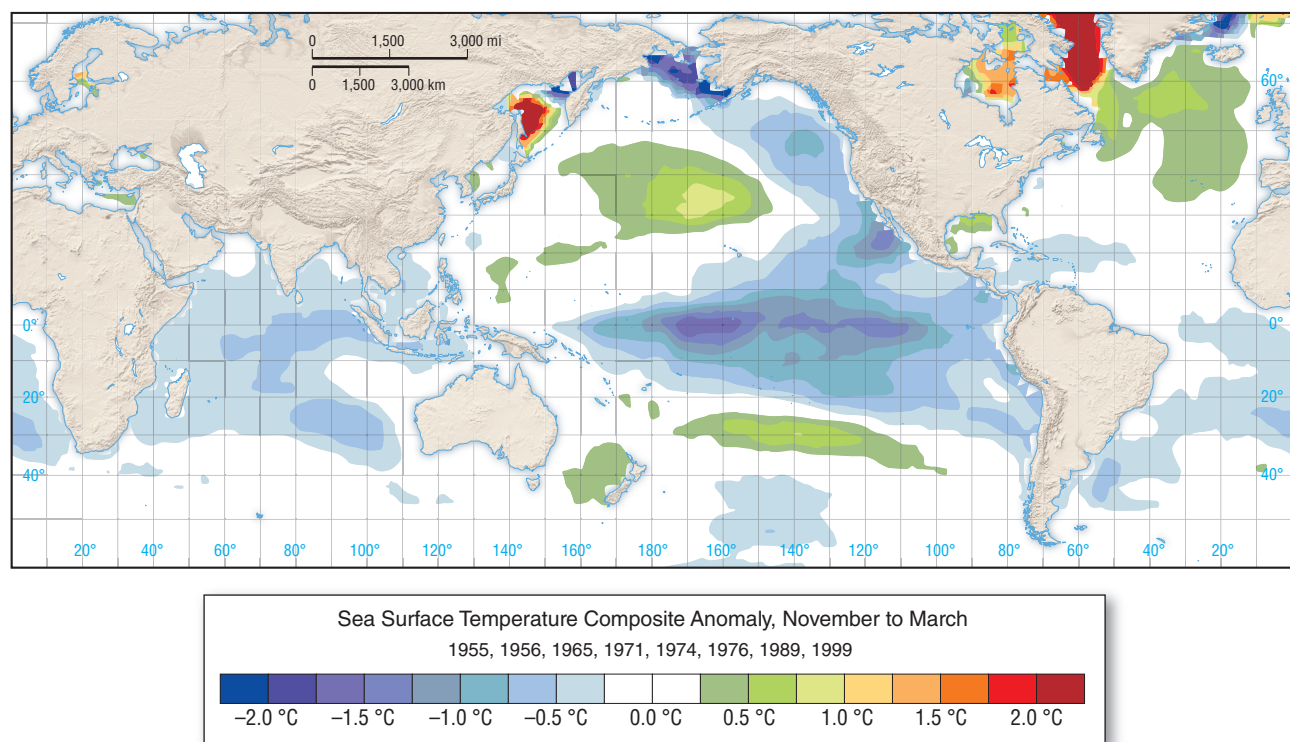 0 1,500 3,000 mi
0 1,500 3,000 km
60°
0° 0°
20° 20°
40° 40°
20° 40° 60° 80° 100° 120° 140° 160° 180° 160° 140° 120° 100° 80° 60° 40° 20°
Sea Surface Temperature Composite Anomaly, November to March
1955, 1956, 1965, 1971, 1974, 1976, 1989, 1999
–2.0 °C –1.5 °C –1.0 °C –0.5 °C 0.0 °C 0.5 °C 1.0 °C 1.5 °C 2.0 °C